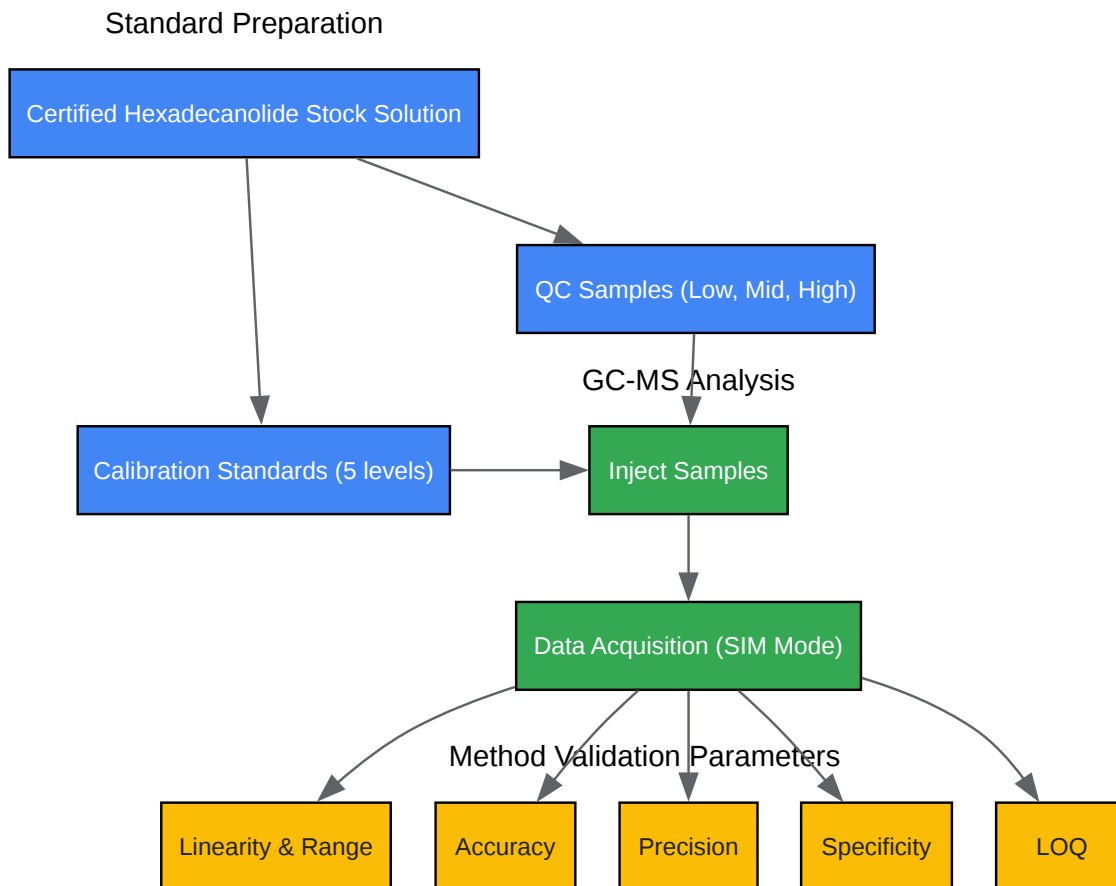 Standard Preparation
Certified Hexadecanolide Stock Solution
QC Samples (Low, Mid, High)
GC-MS Analysis
Calibration Standards (5 levels)
Inject Samples
Data Acquisition (SIM Mode)
Method Validation Parameters
Linearity & Range
Accuracy
Precision
Specificity
LOQ